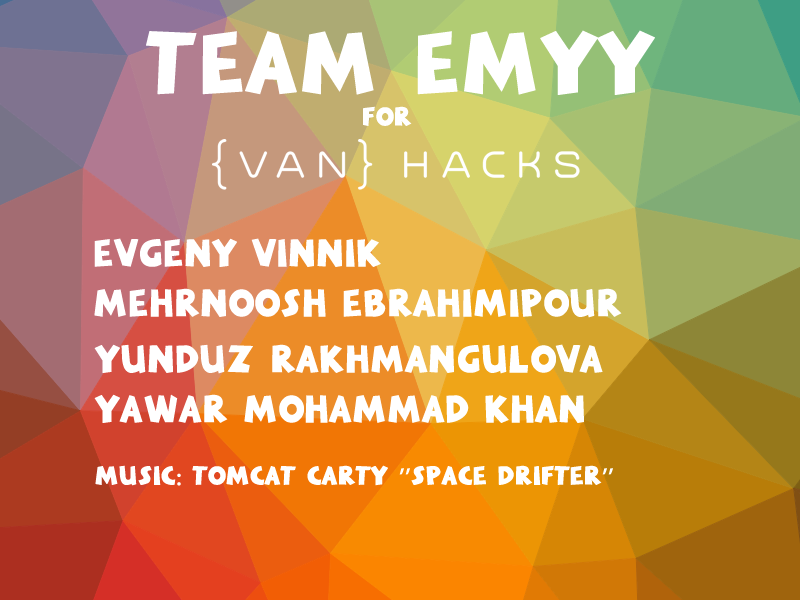 TEAM EMYY
FOR
{VAN} HACKS
EVGENY VINNIK
MEHRNOOSH EBRAHIMIPOUR
YUNDUZ RAKHMANGULOVA
YAWAR MOHAMMAD KHAN
MUSIC: TOMCAT CARTY "SPACE DRIFTER"